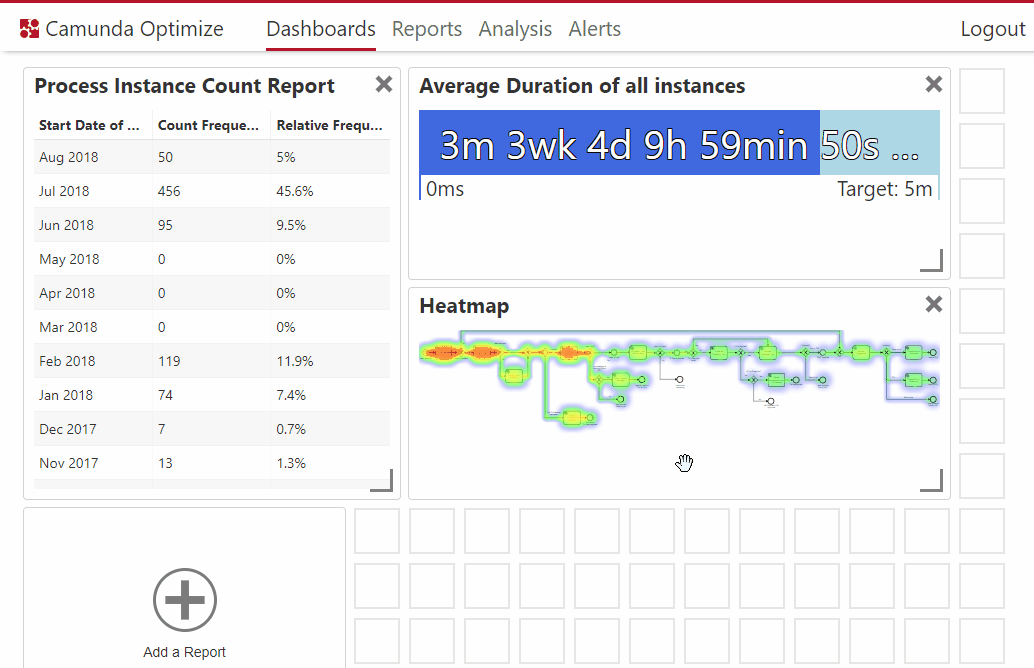 Camunda Optimize Dashboards Reports Analysis Alerts Logout
Process Instance Count Report
Start Date of ... Count Freque... Relative Frequ...
Aug 2018 50 5%
Jul 2018 456 45.6%
Jun 2018 95 9.5%
May 2018 0 0%
Apr 2018 0 0%
Mar 2018 0 0%
Feb 2018 119 11.9%
Jan 2018 74 7.4%
Dec 2017 7 0.7%
Nov 2017 13 1.3%
Average Duration of all instances
3m 3wk 4d 9h 59min 50s ...
0ms Target: 5m
Heatmap
Add a Report